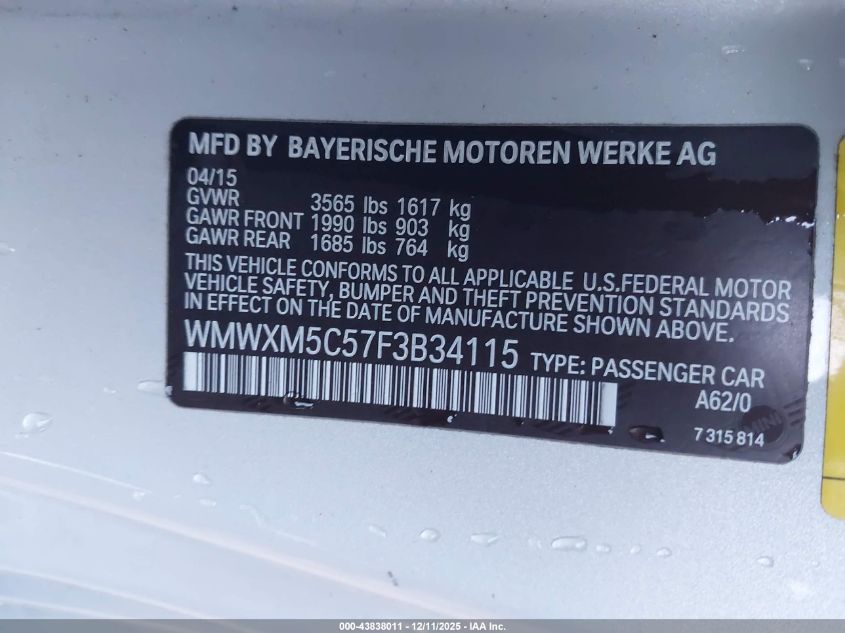 MFD BY BAYERISCHE MOTOREN WERKE AG
04/15
GVWR 3565 lbs 1617 kg
GAWR FRONT 1990 lbs 903 kg
GAWR REAR 1685 lbs 764 kg
THIS VEHICLE CONFORMS TO ALL APPLICABLE U.S.FEDERAL MOTOR
VEHICLE SAFETY, BUMPER AND THEFT PREVENTION STANDARDS
IN EFFECT ON THE DATE OF MANUFACTURE SHOWN ABOVE.
WMWXM5C57F3B34115 TYPE: PASSENGER CAR
A62/0
MINI
7 315 814
000-43838011 - 12/11/2025 - IAA Inc.